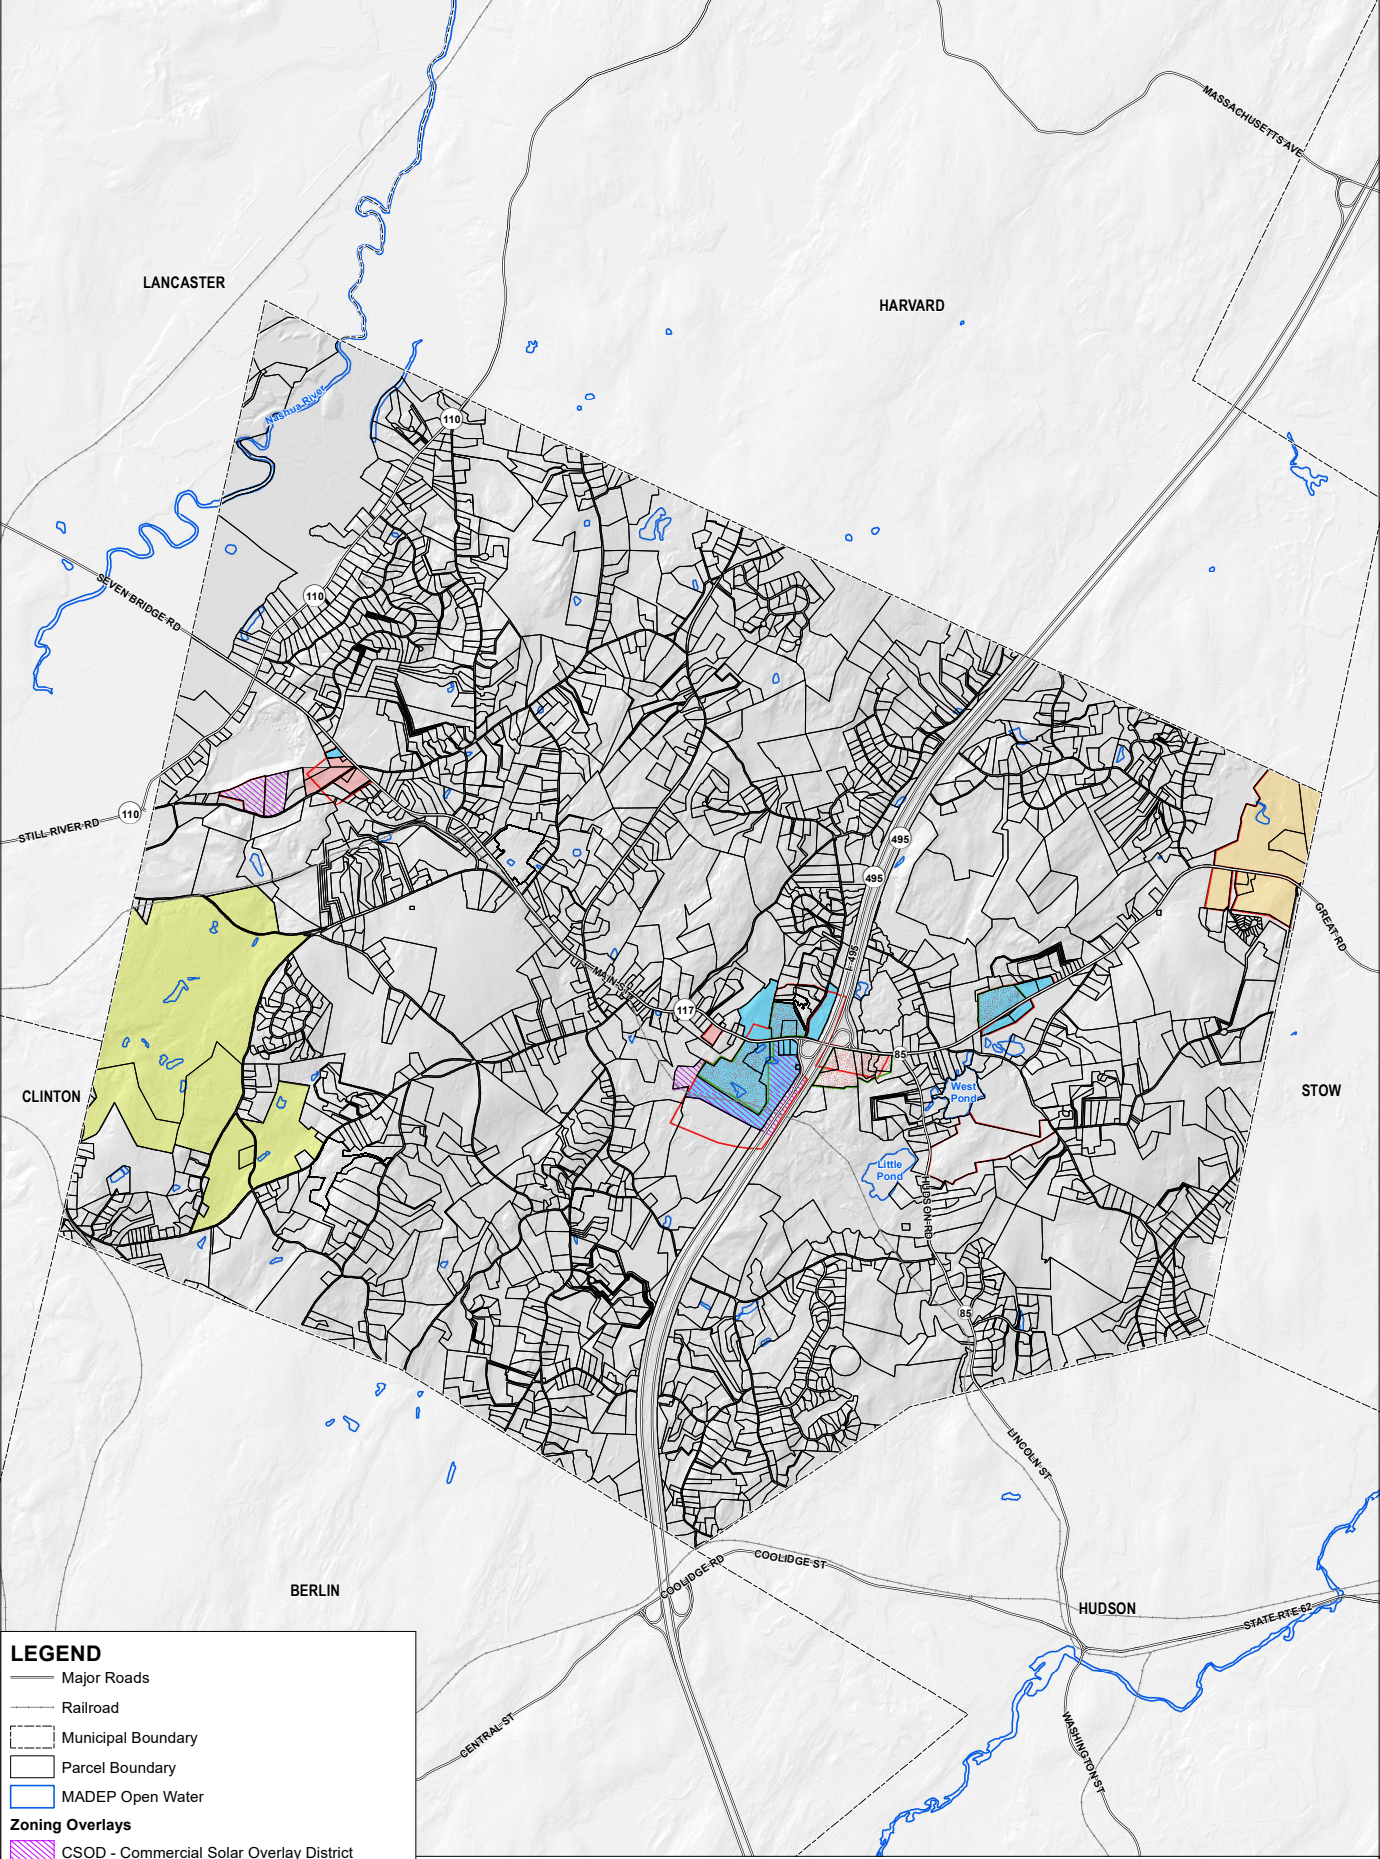 MASSACHUSETTS AVE
LANCASTER
HARVARD
Nashua River
110
110
SEVEN BRIDGE RD
110
STILL RIVER RD
495
495
495
GREAT RD
MAIN ST
117
85
CLINTON
West
Pond
STOW
Little
Pond
HUDSON RD
85
LINCOLN ST
COOLIDGE RD
COOLIDGE ST
BERLIN
HUDSON
STATE RTE 62
CENTRAL ST
WASHINGTON ST
LEGEND
Major Roads
Railroad
Municipal Boundary
Parcel Boundary
MADEP Open Water
Zoning Overlays
CSOD - Commercial Solar Overlay District